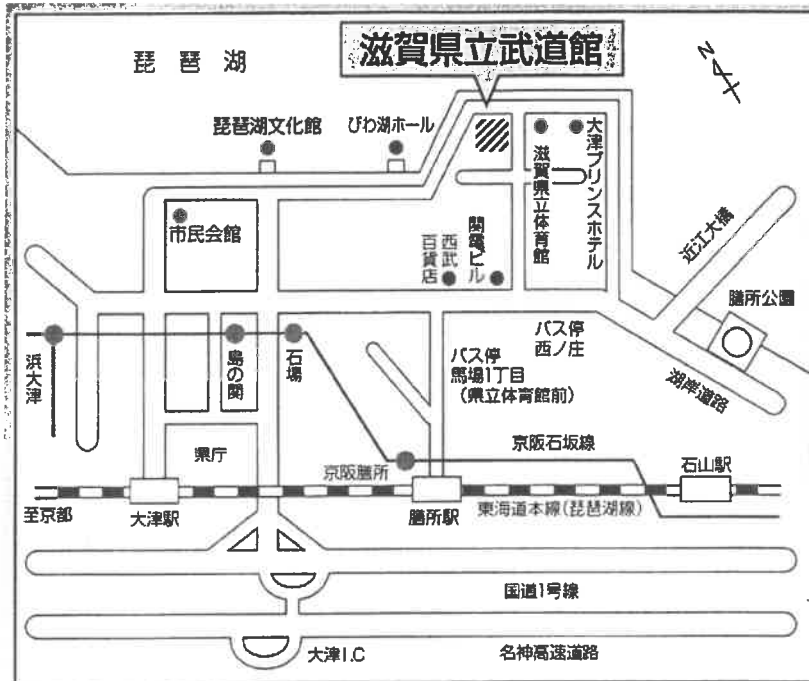 滋賀県立武道館
琵琶湖
N
琵琶湖文化館
びわ湖ホール
滋賀県立体育館
大津プリンスホテル
市民会館
西武
百貨店
関電ビル
近江大橋
膳所公園
湖岸道路
バス停
西ノ庄
バス停
馬場1丁目
(県立体育館前)
浜大津
島の関
石場
県庁
京阪膳所
京阪石坂線
石山駅
至京都
大津駅
膳所駅
東海道本線(琵琶湖線)
国道1号線
大津I.C
名神高速道路